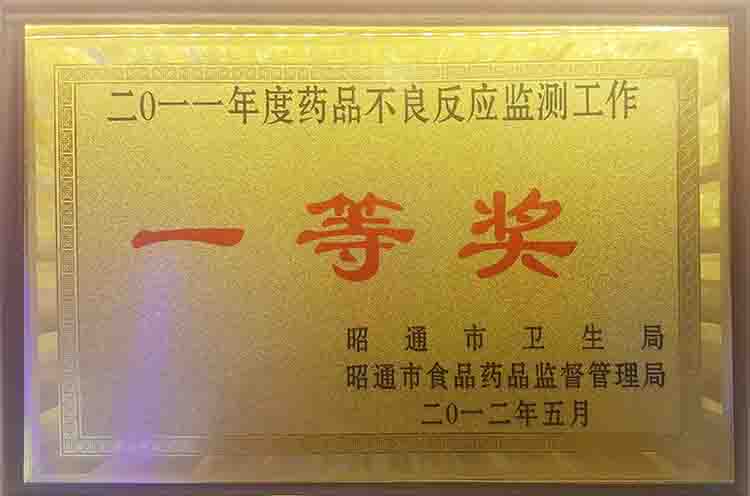 二〇一一年度药品不良反应监测工作
一等奖
昭通市卫生局
昭通市食品药品监督管理局
二〇一二年五月